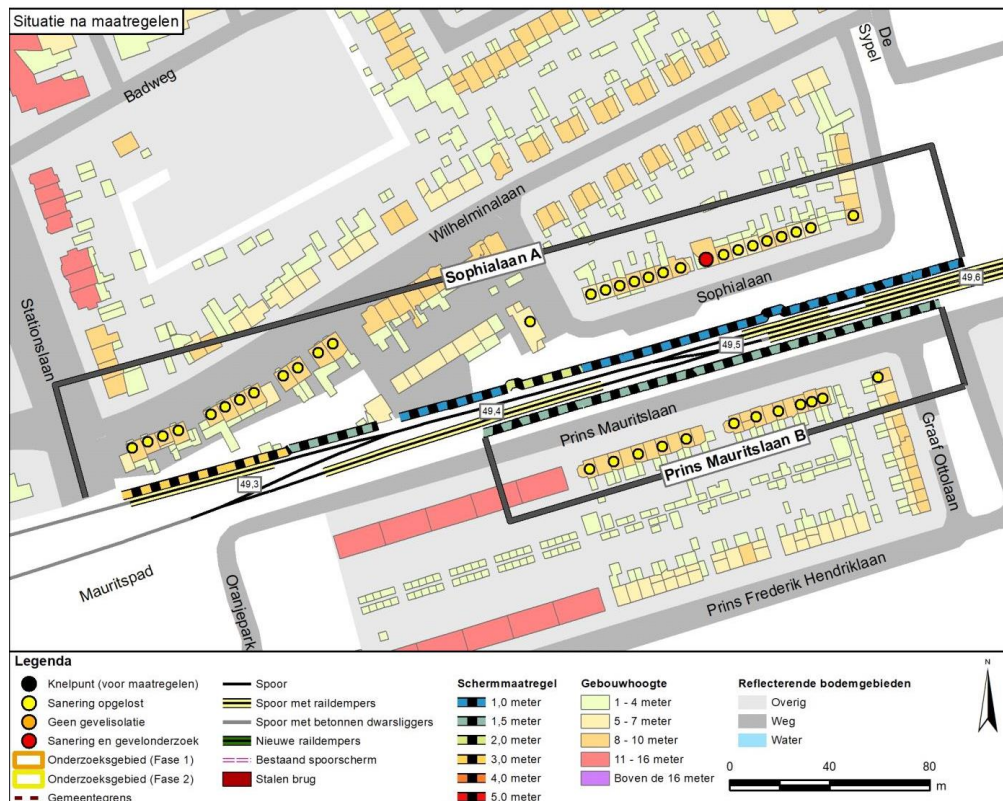 Situatie na maatregelen
De
Sypel
Badweg
Wilhelminalaan
Sophialaan A
Stationslaan
Sophialaan
49,6
49,5
49,4
49,3
Prins Mauritslaan
Prins Mauritslaan B
Graaf Ottolaan
Mauritspad
Oranjepark
Prins Frederik Hendriklaan
Legenda
Knelpunt (voor maatregelen)
Sanering opgelost
Geen gevelisolatie
Sanering en gevelonderzoek
Onderzoeksgebied (Fase 1)
Onderzoeksgebied (Fase 2)
Gemeentegrens
Spoor
Spoor met raildempers
Spoor met betonnen dwarsliggers
Nieuwe raildempers
Bestaand spoorscherm
Stalen brug
Schermmaatregel
1,0 meter
1,5 meter
2,0 meter
3,0 meter
4,0 meter
5,0 meter
Gebouwhoogte
1 - 4 meter
5 - 7 meter
8 - 10 meter
11 - 16 meter
Boven de 16 meter
Reflecterende bodemgebieden
Overig
Weg
Water
N
0 40 80
m